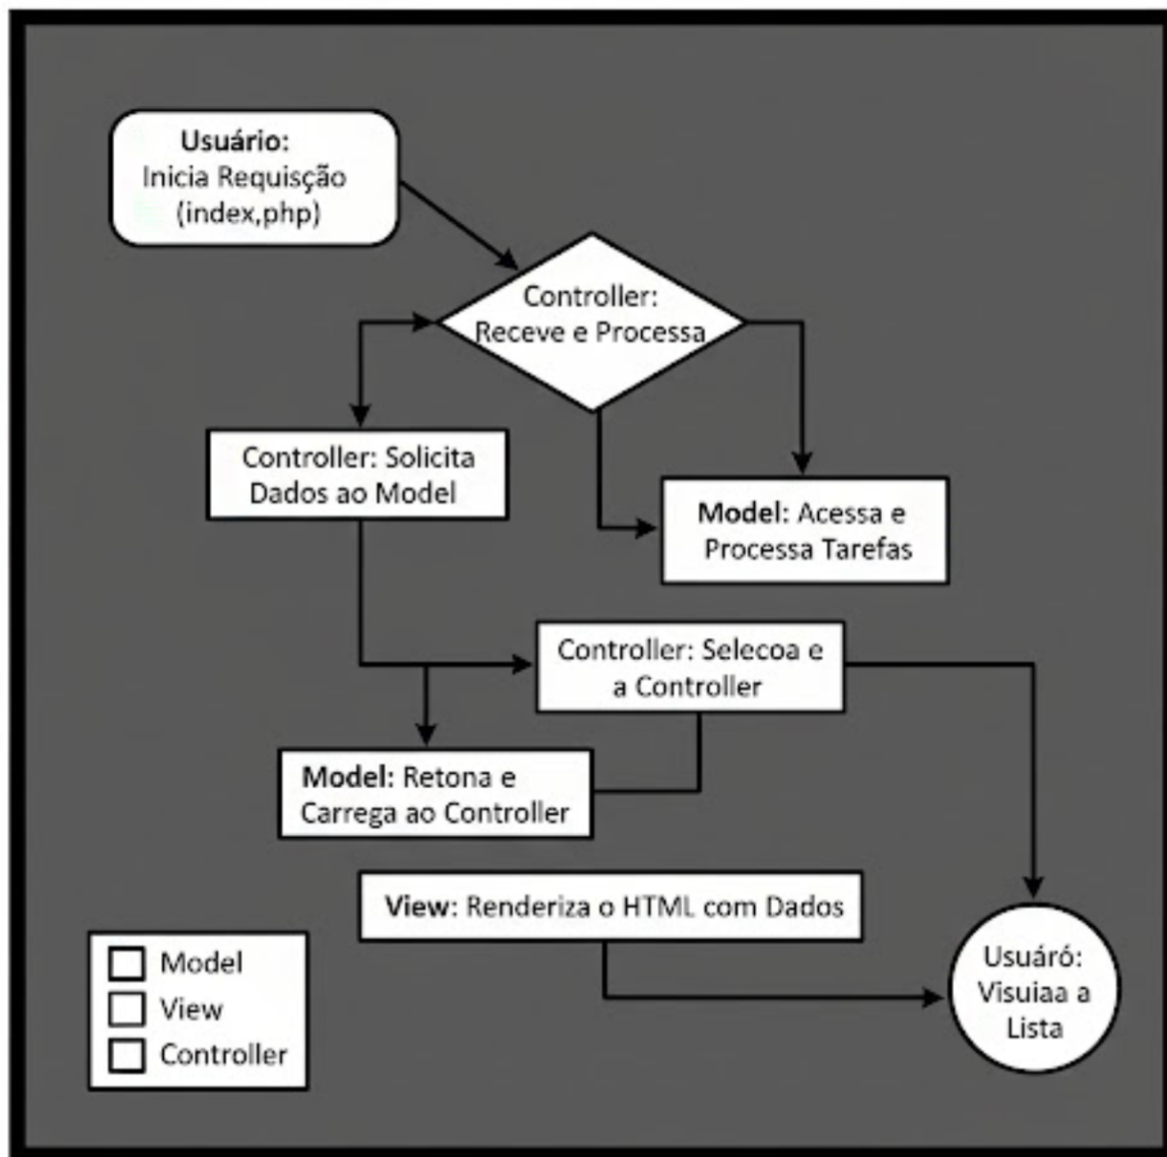 Usuário:
Inicia Requisção
(index,php)
Controller:
Receve e Processa
Controller: Solicita
Dados ao Model
Model: Acessa e
Processa Tarefas
Controller: Selecoa e
a Controller
Model: Retona e
Carrega ao Controller
View: Renderiza o HTML com Dados
Model
View
Controller
Usuáró:
Visuiaa a
Lista